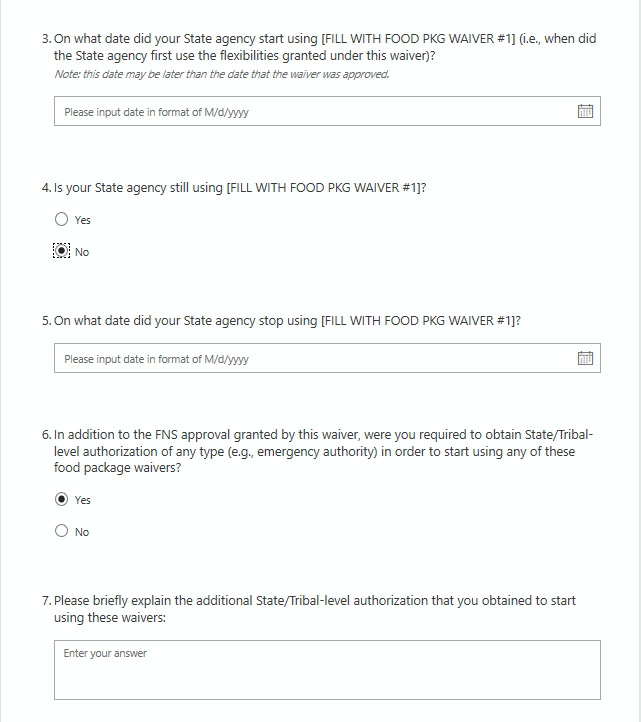 3. On what date did your State agency start using [FILL WITH FOOD PKG WAIVER #1] (i.e., when did
the State agency first use the flexibilities granted under this waiver)?
Note: this date may be later than the date that the waiver was approved.
Please input date in format of M/d/yyyy
4. Is your State agency still using [FILL WITH FOOD PKG WAIVER #1]?
Yes
No
5. On what date did your State agency stop using [FILL WITH FOOD PKG WAIVER #1]?
Please input date in format of M/d/yyyy
6. In addition to the FNS approval granted by this waiver, were you required to obtain State/Tribal-
level authorization of any type (e.g., emergency authority) in order to start using any of these
food package waivers?
Yes
No
7. Please briefly explain the additional State/Tribal-level authorization that you obtained to start
using these waivers:
Enter your answer